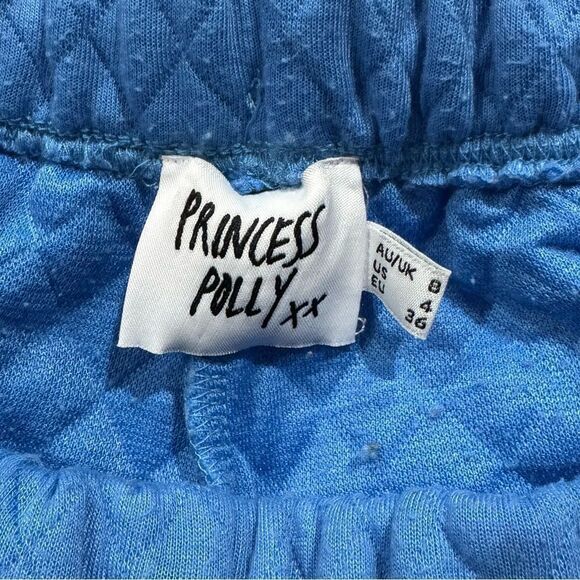 PRINCESS
POLLY xx
AU/UK 8
US 4
EU 36